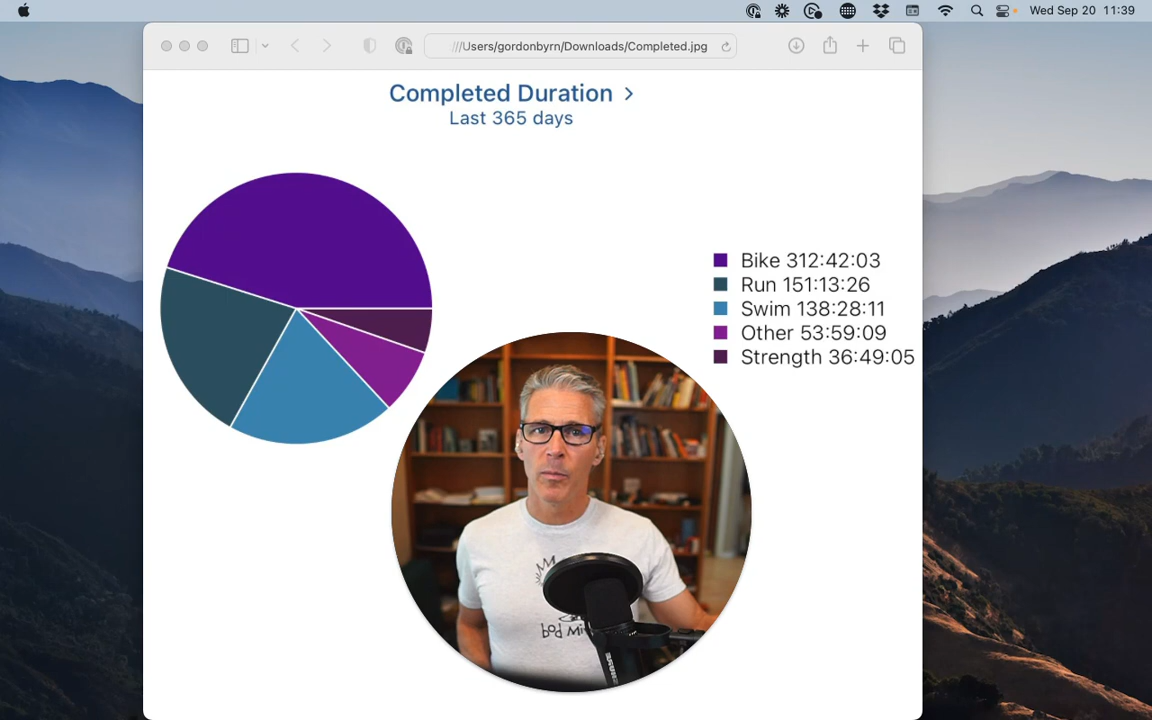 Wed Sep 20 11:39
///Users/gordonbyrn/Downloads/Completed.jpg
Completed Duration >
Last 365 days
Bike 312:42:03
Run 151:13:26
Swim 138:28:11
Other 53:59:09
Strength 36:49:05